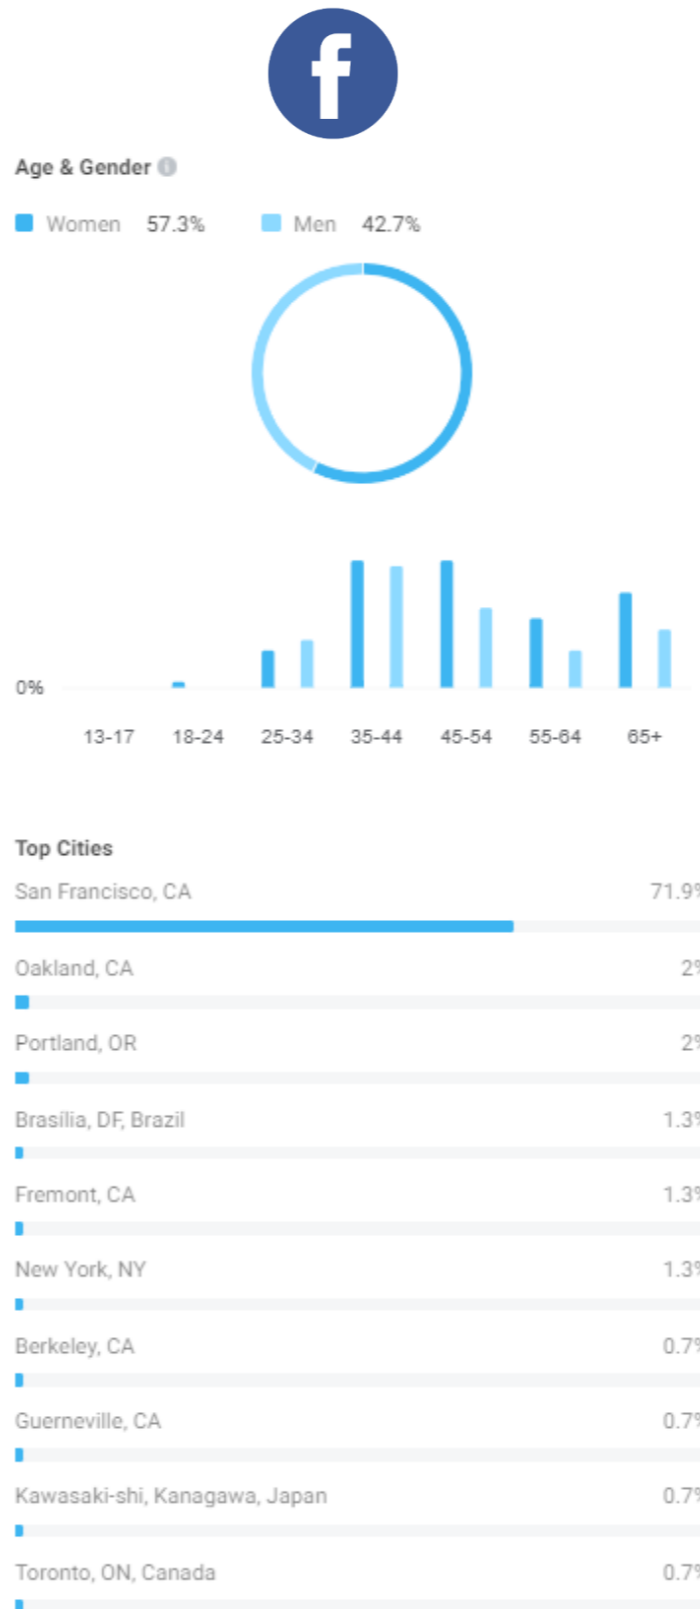 f
Age & Gender
Women 57.3% Men 42.7%
0%
13-17 18-24 25-34 35-44 45-54 55-64 65+
Top Cities
San Francisco, CA 71.9%
Oakland, CA 2%
Portland, OR 2%
Brasília, DF, Brazil 1.3%
Fremont, CA 1.3%
New York, NY 1.3%
Berkeley, CA 0.7%
Guerneville, CA 0.7%
Kawasaki-shi, Kanagawa, Japan 0.7%
Toronto, ON, Canada 0.7%